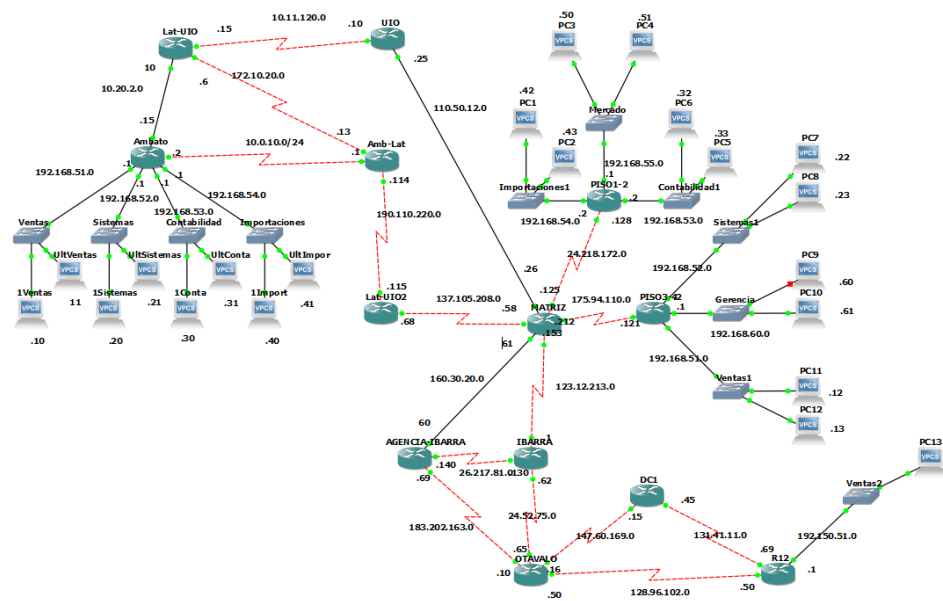 10.11.120.0
.50
.51
PC3
PC4
VPCS
VPCS
Lat-UIO
.15
.10
UIO
10
.6
172.10.20.0
.25
10.20.2.0
110.50.12.0
.42
PC1
VPCS
Mercado
.32
PC6
VPCS
.15
Ambato
.2
10.0.10.0/24
.13
.1
Amb-Lat
.114
.43
PC2
VPCS
192.168.55.0
.1
.33
PC5
VPCS
PC7
VPCS
.22
PC8
VPCS
.23
192.168.51.0
.1
.1
.1
.1
192.168.52.0
192.168.53.0
192.168.54.0
Importaciones1
PISO1-2
Contabilidad1
.2
.2
.128
192.168.54.0
192.168.53.0
Sistemas1
190.110.220.0
Ventas
Sistemas
Contabilidad
Importaciones
UltVentas
VPCS
UltSistemas
VPCS
UltConta
VPCS
UltImpor
VPCS
24.218.172.0
192.168.52.0
PC9
VPCS
.60
1Ventas
VPCS
11
1Sistemas
VPCS
.21
1Conta
VPCS
.31
1Import
VPCS
.41
.10
.20
.30
.40
.115
Lat-UIO2
.68
137.105.208.0
.58
.26
.125
MATRIZ
.212
.153
175.94.110.0
.121
PISO3-4
.2
.1
Gerencia
PC10
VPCS
.61
192.168.60.0
.61
192.168.51.0
160.30.20.0
123.12.213.0
Ventas1
PC11
VPCS
.12
PC12
VPCS
.13
60
AGENCIA-IBARRA
.140
.69
26.217.81.0
.130
.1
IBARRA
.62
PC13
VPCS
DC1
.45
.15
Ventas2
24.52.75.0
183.202.163.0
147.60.169.0
131.41.11.0
192.150.51.0
.65
OTAVALO
.10
.16
.50
.69
R12
.50
.1
128.96.102.0